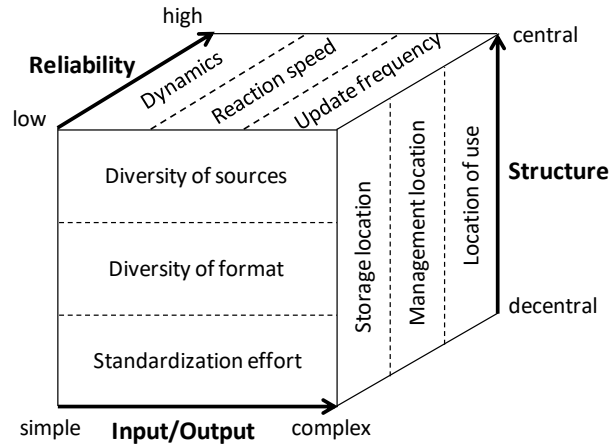 high
central
Reliability
Dynamics
Reaction speed
Update frequency
low
Diversity of sources
Diversity of format
Standardization effort
Storage location
Management location
Location of use
Structure
decentral
simple
Input/Output
complex